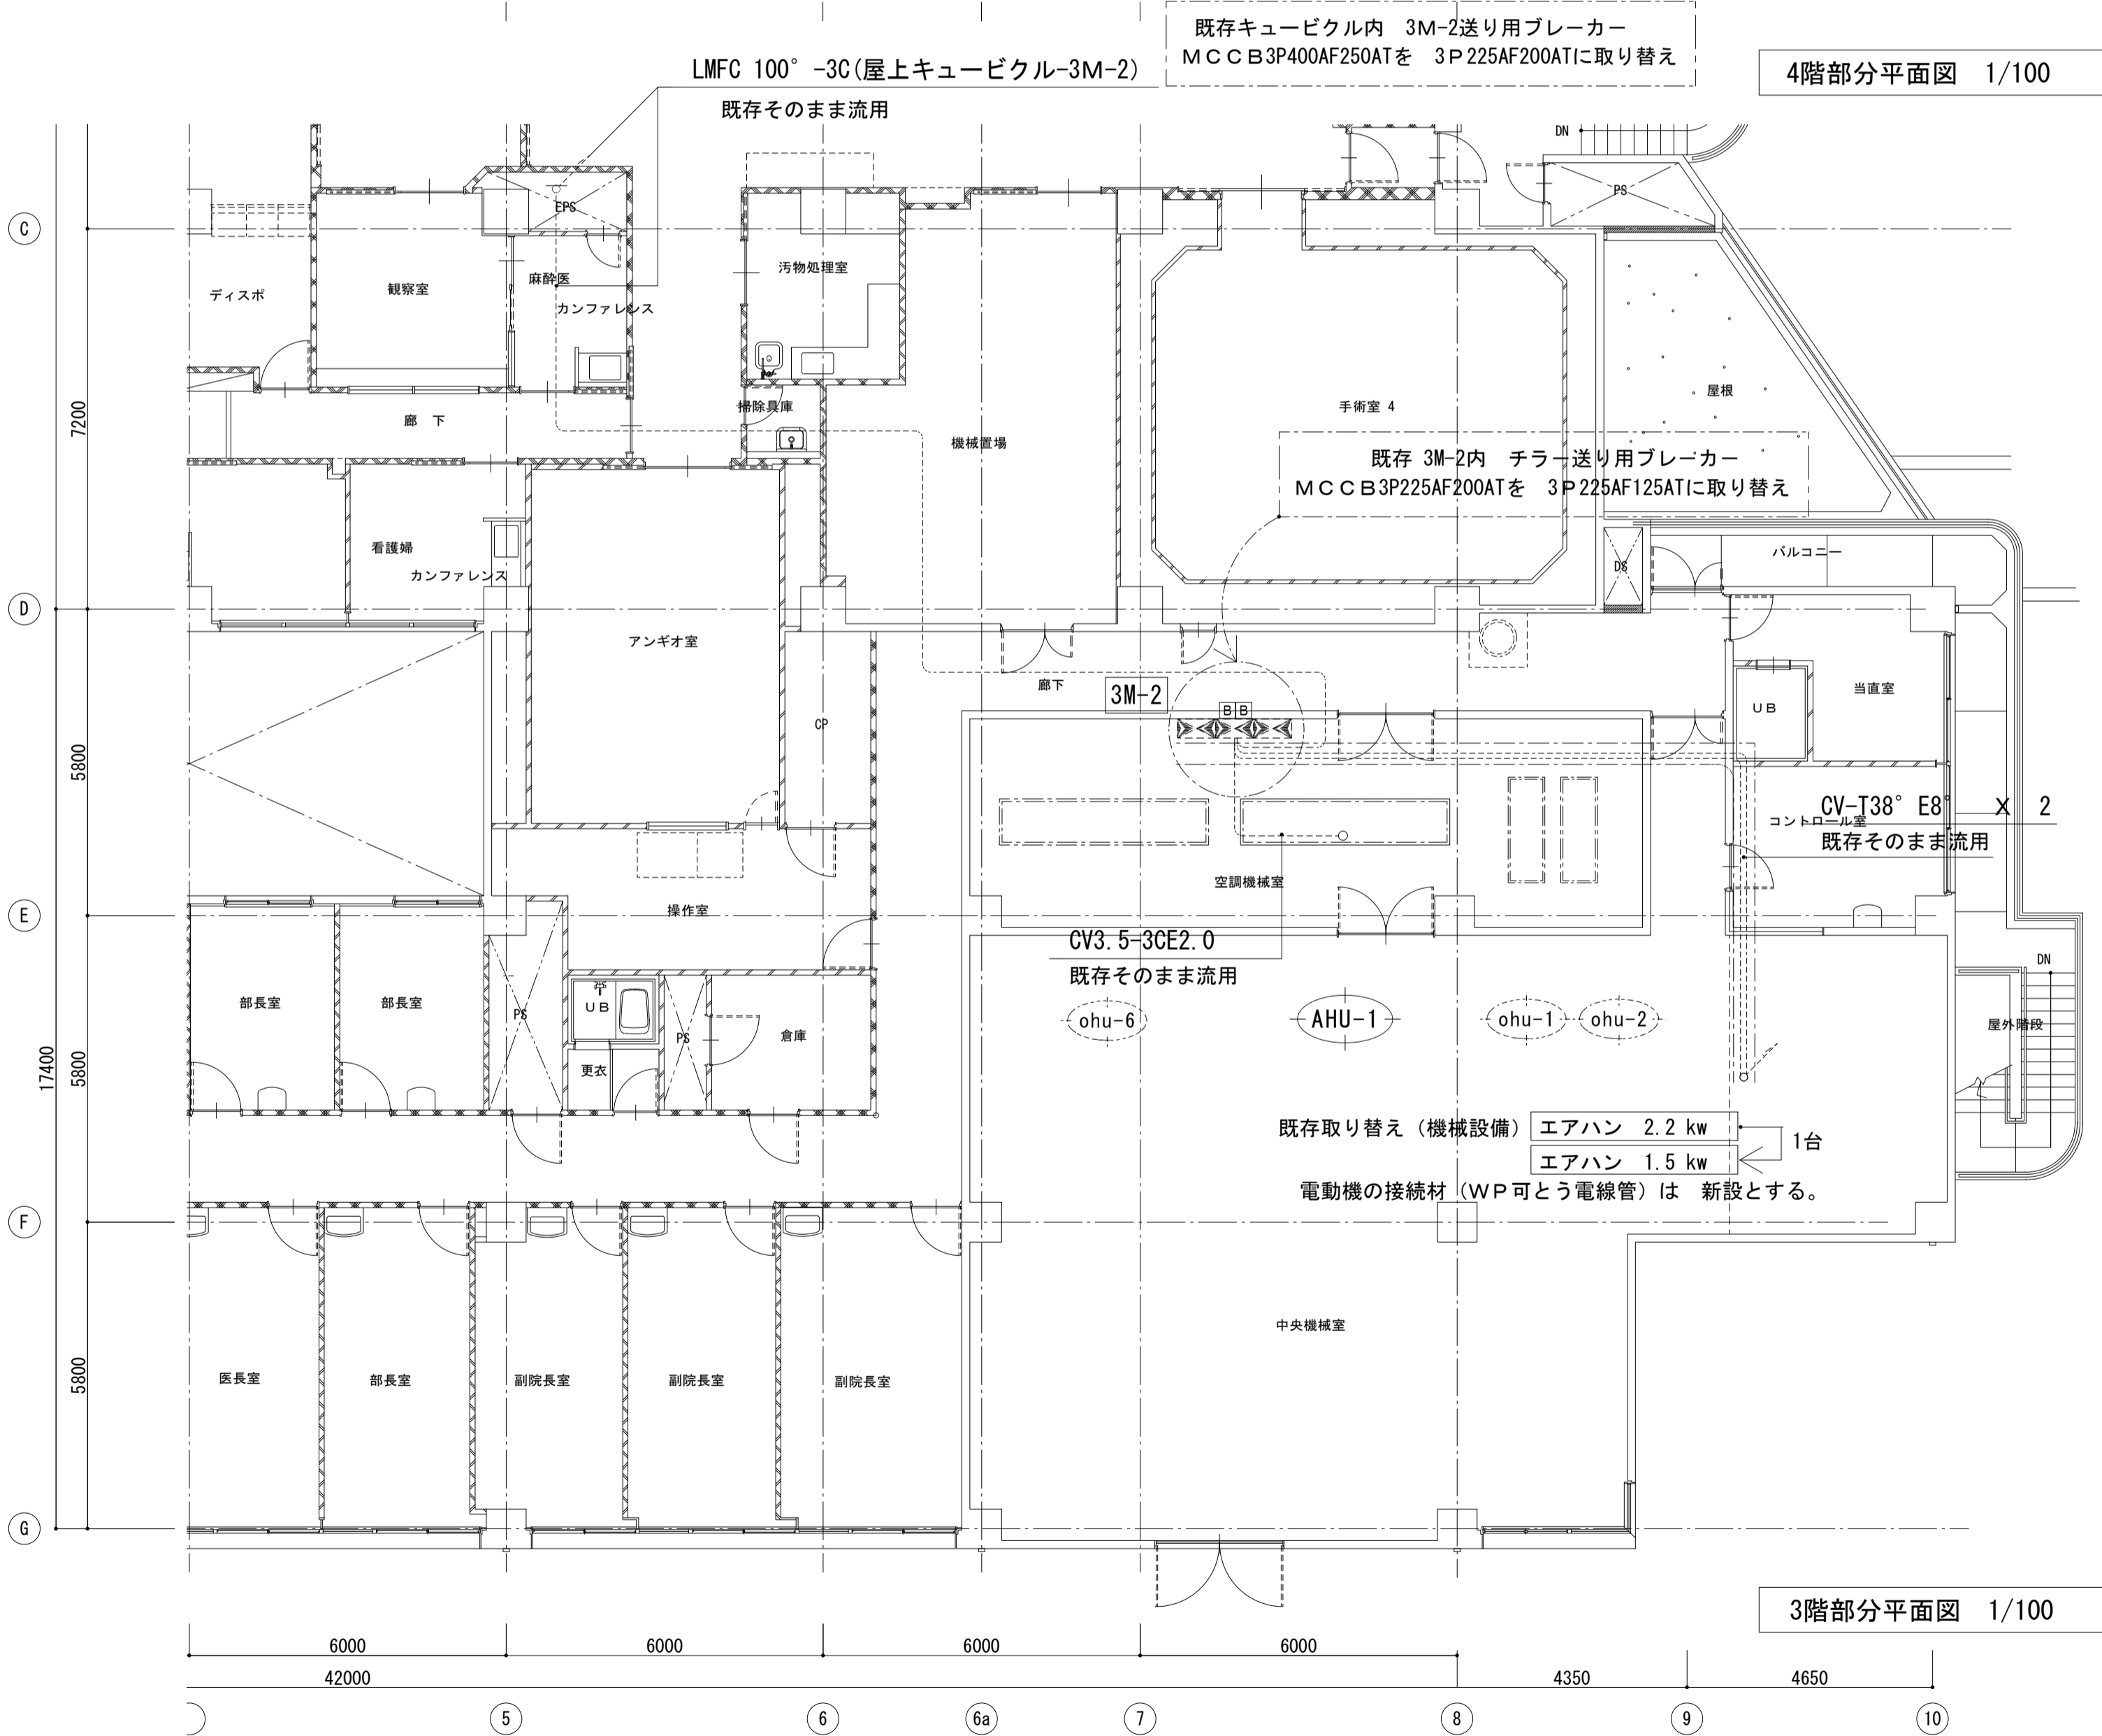 既存キュービクル内　3M-2送り用ブレーカー
ＭＣＣＢ3P400AF250ATを　3Ｐ225AF200ATに取り替え
LMFC 100°-3C(屋上キュービクル-3M-2)
既存そのまま流用
4階部分平面図　1/100
DN
PS
EPS
C
汚物処理室
麻酔医
カンファレンス
観察室
ディスポ
屋根
手術室 4
掃除具庫
廊　下
機械置場
7200
既存 3M-2内　チラー送り用ブレーカー
ＭＣＣＢ3P225AF200ATを　3Ｐ225AF125ATに取り替え
看護婦
カンファレンス
バルコニー
DS
D
アンギオ室
廊下
3M-2
当直室
UB
B B
CP
5800
CV-T38°E8°　X　2
コントロール室
既存そのまま流用
空調機械室
E
操作室
CV3.5-3CE2.0
既存そのまま流用
DN
部長室
部長室
PS
UB
PS
倉庫
ohu-6
AHU-1
ohu-1
ohu-2
屋外階段
更衣
17400
5800
既存取り替え（機械設備）
エアハン　2.2 kw
1台
エアハン　1.5 kw
電動機の接続材（ＷＰ可とう電線管）は　新設とする。
F
中央機械室
5800
医長室
部長室
副院長室
副院長室
副院長室
G
3階部分平面図　1/100
6000
6000
6000
6000
42000
4350
4650
5
6
6a
7
8
9
10